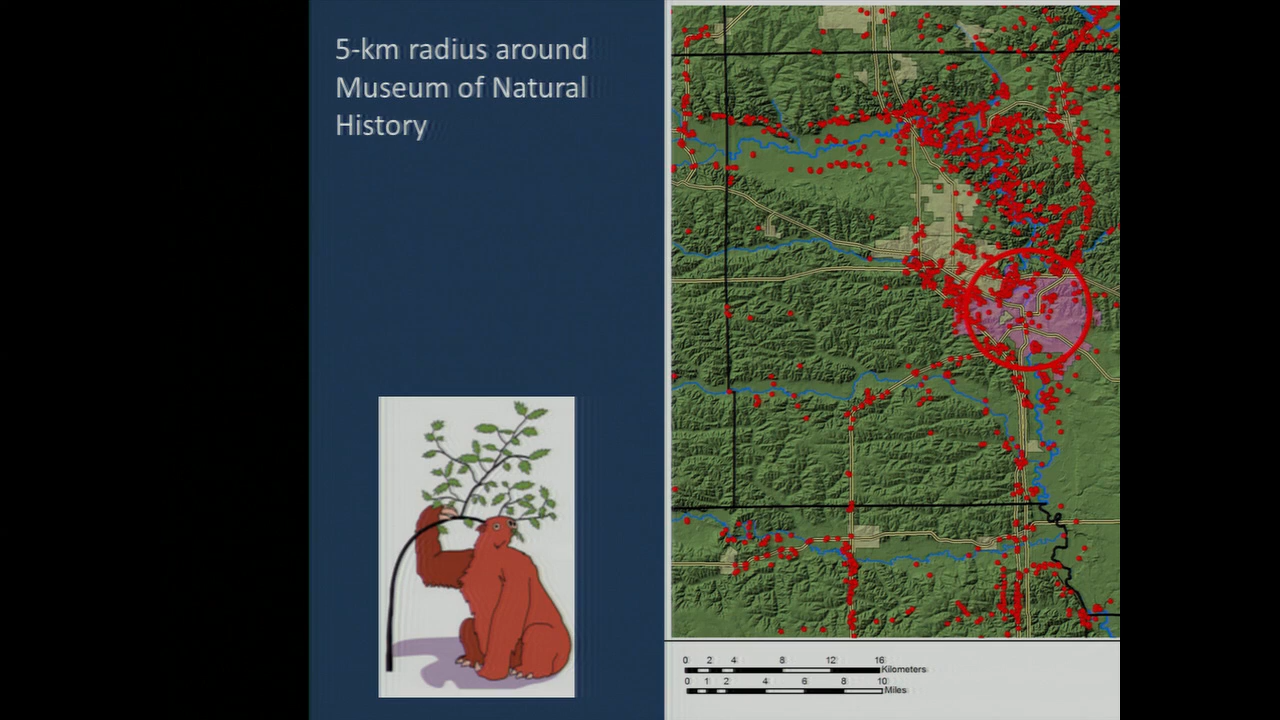 5-km radius around
Museum of Natural
History
0 2 4 8 12 16
Kilometers
0 1 2 4 6 8 10
Miles